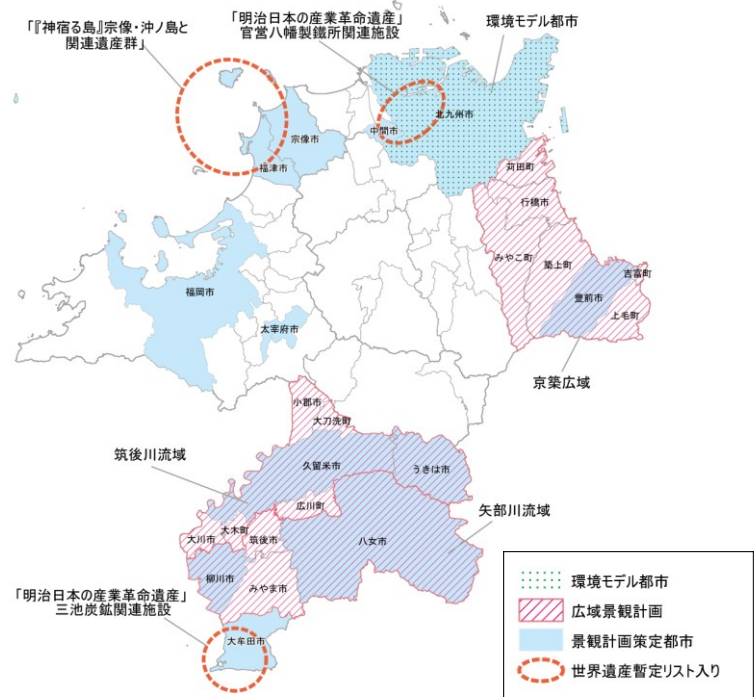 「『神宿る島』宗像・沖ノ島と
関連遺産群」
「明治日本の産業革命遺産」
官営八幡製鐵所関連施設
環境モデル都市
北九州市
中間市
宗像市
福津市
苅田町
行橋市
みやこ町
築上町
吉富町
豊前市
上毛町
福岡市
太宰府市
京築広域
小郡市
大刀洗町
筑後川流域
久留米市
うきは市
広川町
矢部川流域
大川市
大木町
筑後市
八女市
柳川市
みやま市
「明治日本の産業革命遺産」
三池炭鉱関連施設
大牟田市
環境モデル都市
広域景観計画
景観計画策定都市
世界遺産暫定リスト入り